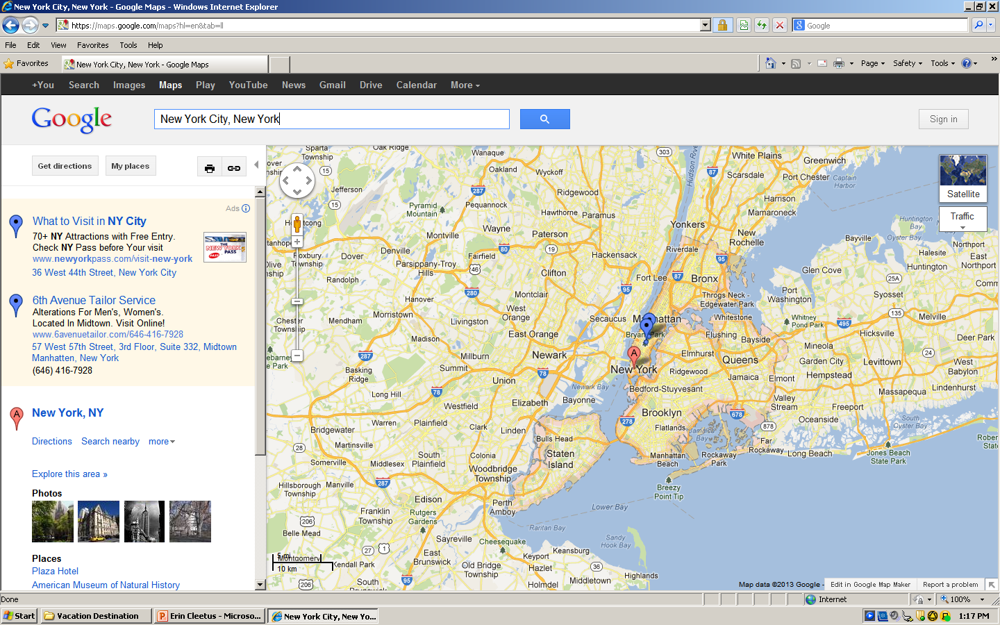 New York City, New York - Google Maps - Windows Internet Explorer
https://maps.google.com/maps?hl=en&tab=ll
Google
File Edit View Favorites Tools Help
Favorites
New York City, New York - Google Maps
Page Safety Tools
+You Search Images Maps Play YouTube News Gmail Drive Calendar More
Google
New York City, New York
Sign in
Get directions
My places
Ads
What to Visit in NY City
70+ NY Attractions with Free Entry.
Check NY Pass before Your visit
www.newyorkpass.com/visit-new-york
36 West 44th Street, New York City
THE NEW YORK PASS
6th Avenue Tailor Service
Alterations For Men's, Women's.
Located In Midtown. Visit Online!
www.6avenuetailor.com/646-416-7928
57 West 57th Street, 3rd Floor, Suite 332, Midtown
Manhatten, New York
(646) 416-7928
A
New York, NY
Directions Search nearby more
Explore this area »
Photos
Places
Plaza Hotel
American Museum of Natural History
Satellite
Traffic
Sparta
Township
Oak Ridge
Wanaque
303
Hudson River
White Plains
Greenwich
Oyster Bay
15
Oakland
Wyckoff
87
Scarsdale
Port Chester
Captain
Harbor
Jefferson
287
Ridgewood
Harrison
15
Pyramid
Mountain
Pequannock
Hawthorne
Paramus
Mamaroneck
Wayne
Paterson
Yonkers
New
Rochelle
Huntington
Bay
Bayville
Northport
Denville
80
19
Riverdale
Halesite
Roxbury
Township
Dover
Montville
Fairfield
Hackensack
95
Glen Cove
Huntington
East
Northport
Parsippany-Troy
Hills
46
Clifton
Fort Lee
87
Bronx
25A
Randolph
280
95
Port
Washington
Syosset
Comm
Hanover
West
Orange
Throgs Neck -
Edgewater Park
135
Chester
Township
Mendham
Morristown
Livingston
Secaucus
Manhattan
Whitestone
Whitney
Pond Park
495
Hicksville
Madison
East Orange
Bryant Park
Flushing
Bayside
Mineola
Deer Park
287
Millburn
Newark
A
Elmhurst
Queens
Garden City
24
Levittown
West
Babylon
Basking
Ridge
Summit
78
New York
Ridgewood
Jamaica
Elmont
Hempstead
Long Hill
78
Union
Newark Bay
Bedford-Stuyvesant
Lindenhurst
Westfield
Elizabeth
Bayonne
Valley
Stream
Massapequa
Freeport
Warren
Plainfield
Clark
278
Brooklyn
678
Oceanside
South
Oyster Bay
Bridgewater
Linden
Flatlands
878
28
Martinsville
Bulls Head
Jamaica
Bay
Far
Rockaway
Long Beach
Jones Beach
State Park
Somerville
Middlesex
South
Plainfield
Colonia
Staten
Island
Manhattan
Beach
Rockaway
Park
Hillsborough
Township
Manville
287
Woodbridge
Township
Breezy
Point Tip
Edison
Perth
Amboy
Lower Bay
206
Franklin
Township
Rutgers
Gardens
Belle Mead
Sayreville
Raritan Bay
Cheesequake
Sandy
Hook
Bay
27
1
East
Brunswick
Keyport
Keansburg
Montgomery
Kendall Park
Old Bridge
Township
Hazlet
36
Highlands
206
South
95
Holmdel
Middletown
5 mi
10 km
Map data ©2013 Google -
Edit in Google Map Maker
Report a problem
Done
Internet
100%
Start
Vacation Destination
Erin Cleetus - Microso...
New York City, New Yo...
1:17 PM